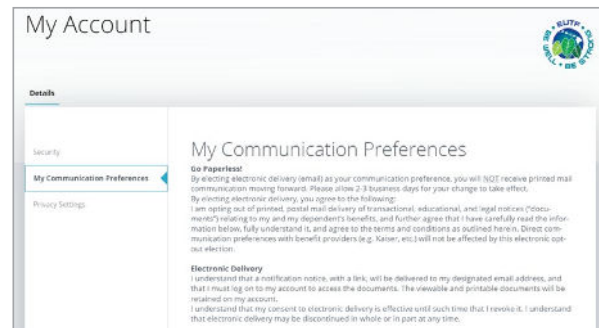 My Account
EUTF
BE WELL • BE STRONG
Details
Security
My Communication Preferences
Privacy Settings
My Communication Preferences
Go Paperless!
By electing electronic delivery (email) as your communication preference, you will NOT receive printed mail
communication moving forward. Please allow 2-3 business days for your change to take effect.
By electing electronic delivery, you agree to the following:
I am opting out of printed, postal mail delivery of transactional, educational, and legal notices ("docu-
ments") relating to my and my dependent's benefits, and further agree that I have carefully read the infor-
mation below, fully understand it, and agree to the terms and conditions as outlined herein. Direct com-
munication preferences with benefit providers (e.g. Kaiser, etc.) will not be affected by this electronic opt-
out election.
Electronic Delivery
I understand that a notification notice, with a link, will be delivered to my designated email address, and
that I must log on to my account to access the documents. The viewable and printable documents will be
retained on my account.
I understand that my consent to electronic delivery is effective until such time that I revoke it. I understand
that electronic delivery may be discontinued in whole or in part at any time.